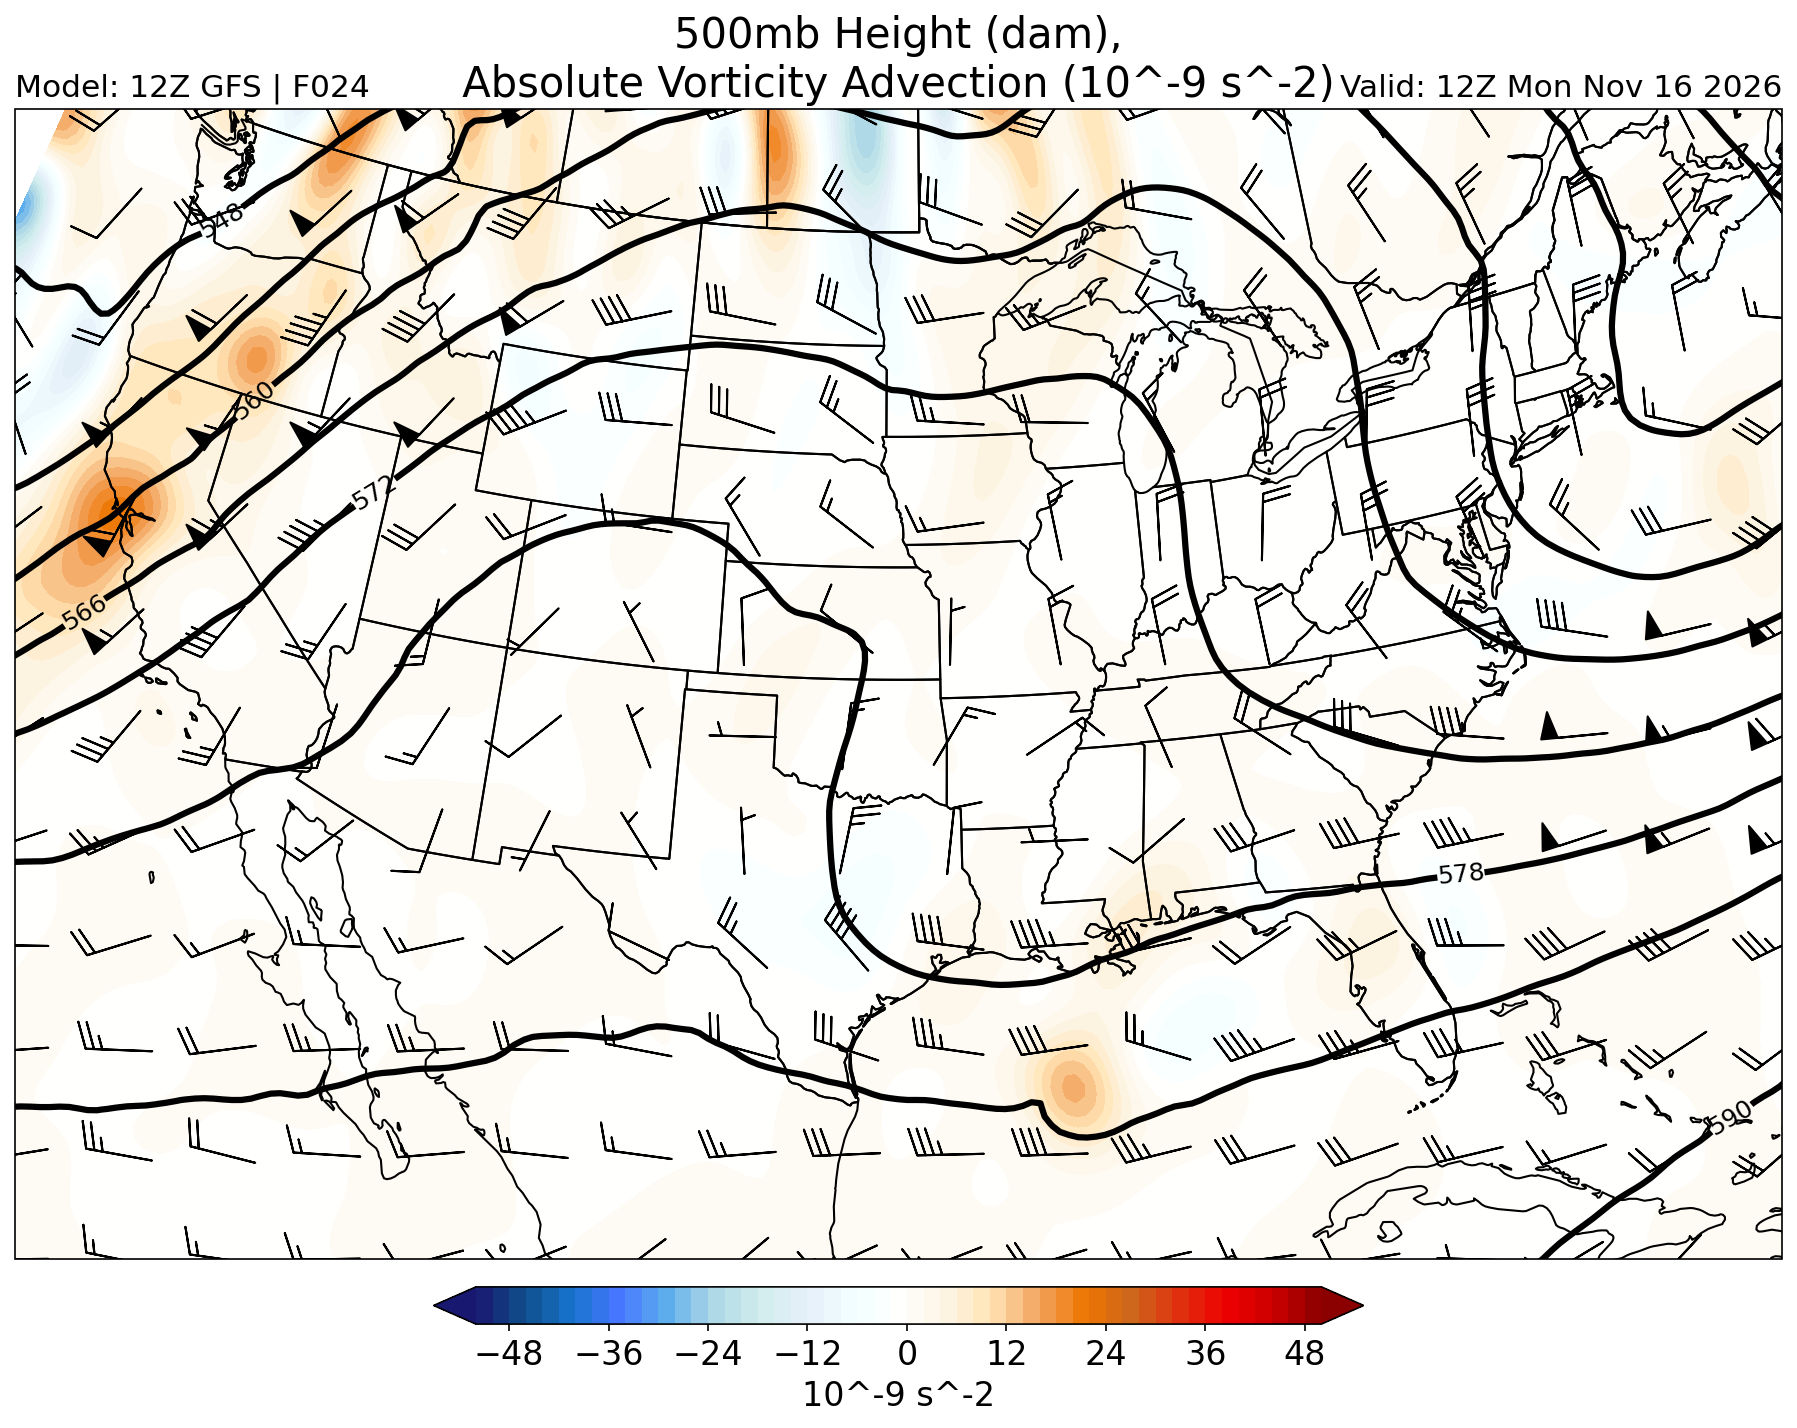 500mb Height (dam),
Absolute Vorticity Advection (10^-9 s^-2)
Model: 12Z GFS | F024
Valid: 12Z Mon Nov 16 2026
548
560
572
566
578
590
−48 −36 −24 −12 0 12 24 36 48
10^-9 s^-2